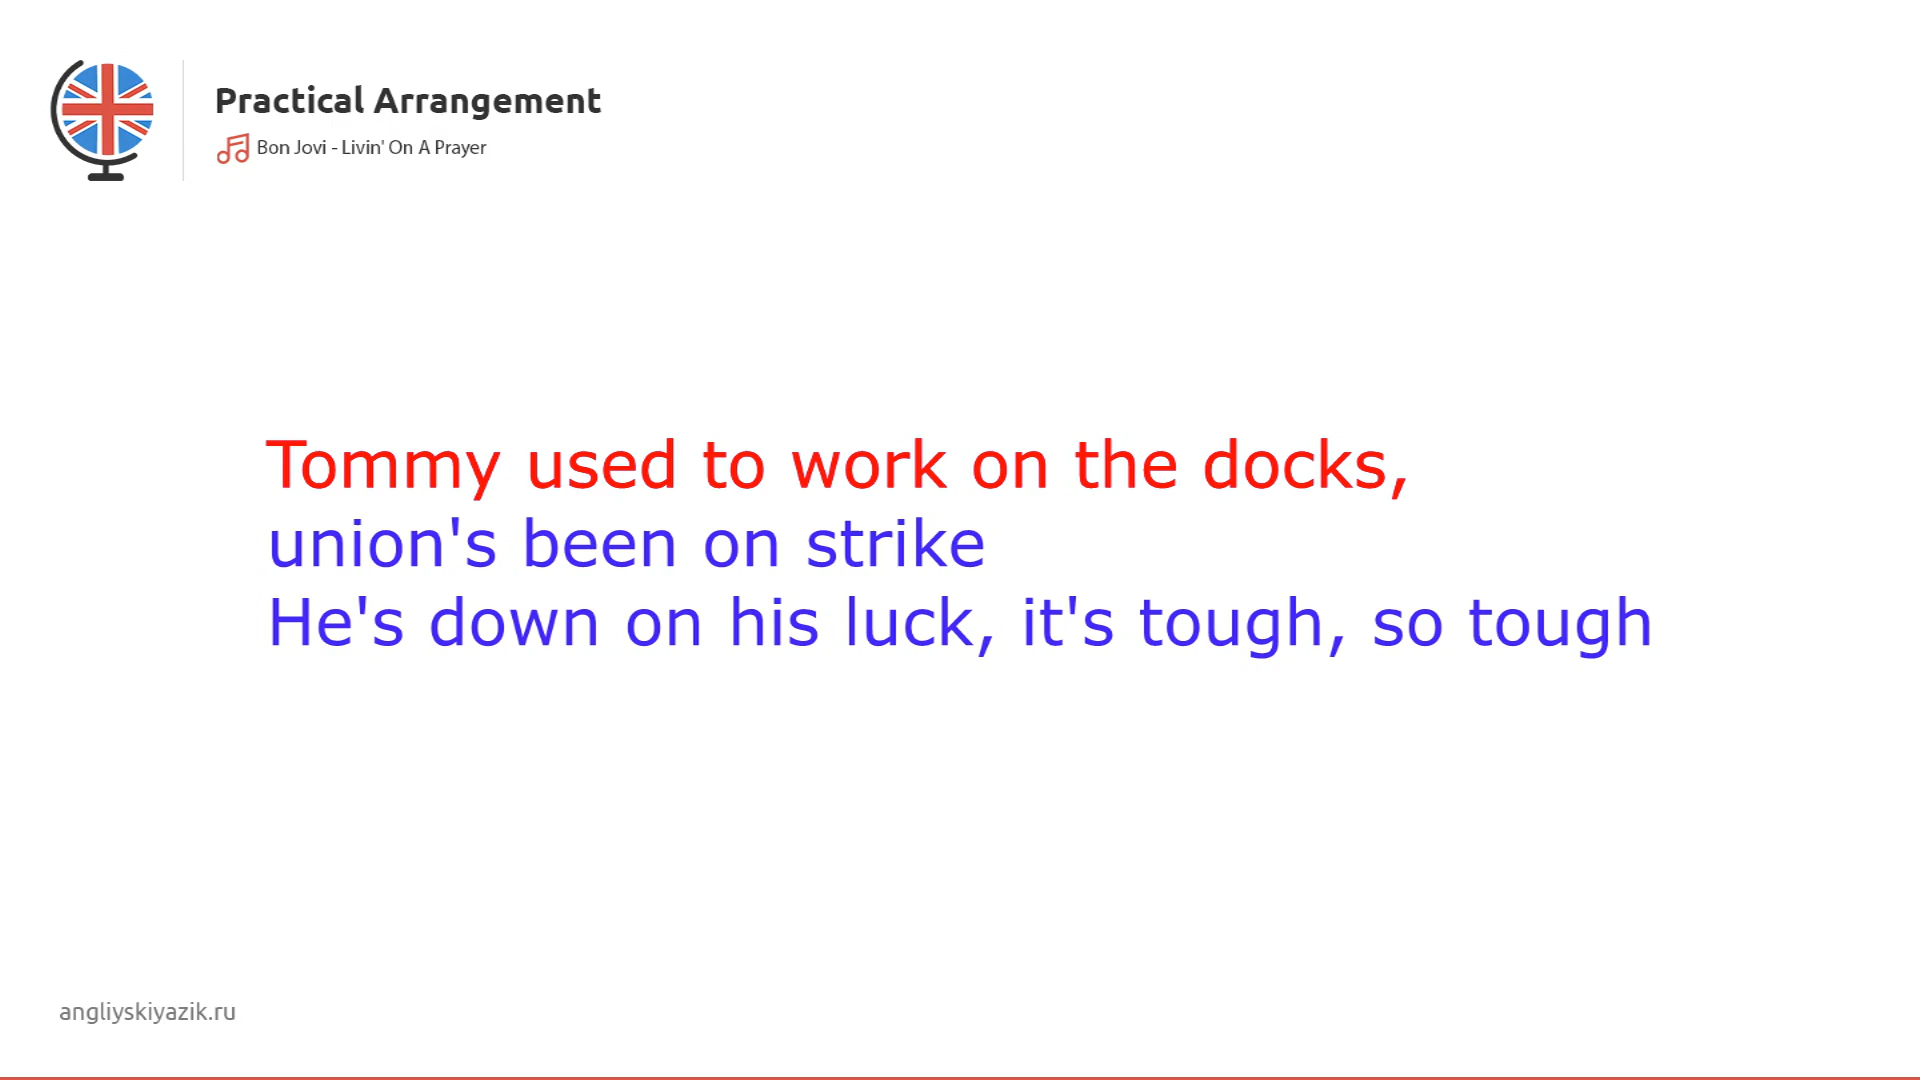 Practical Arrangement
Bon Jovi - Livin' On A Prayer
Tommy used to work on the docks,
union's been on strike
He's down on his luck, it's tough, so tough
angliyskiyazik.ru